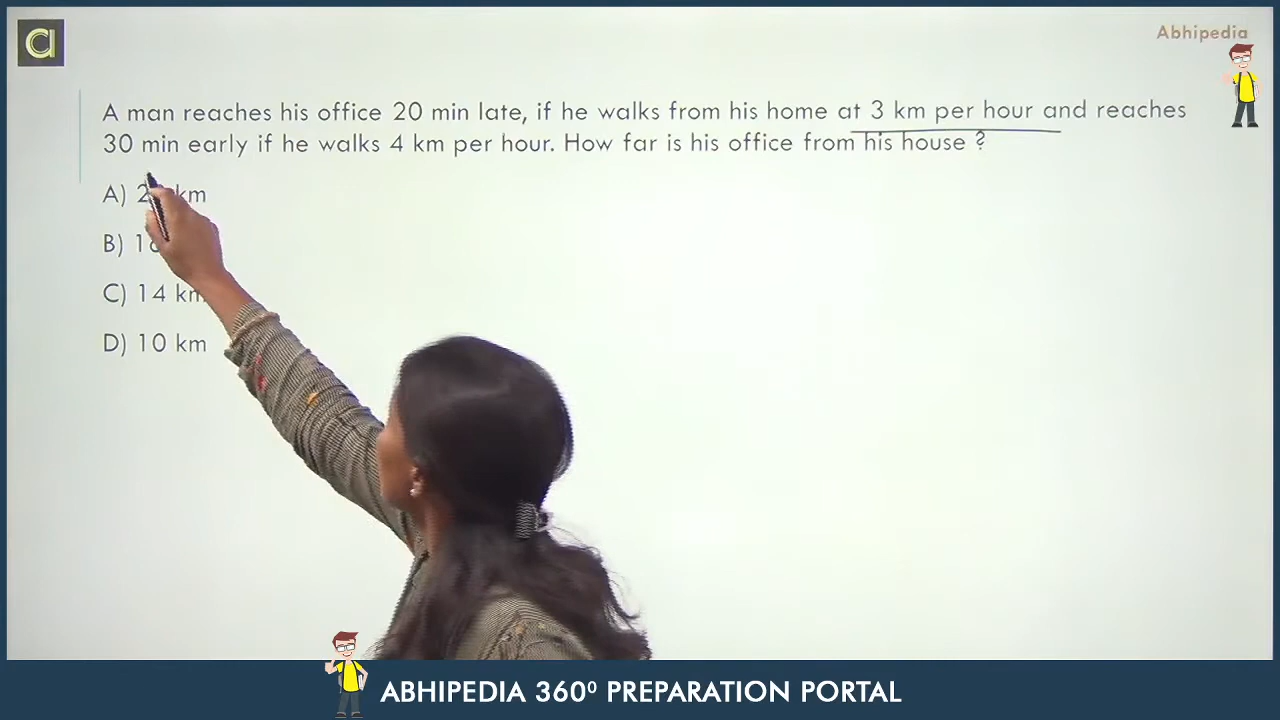 Abhipedia
A man reaches his office 20 min late, if he walks from his home at 3 km per hour and reaches
30 min early if he walks 4 km per hour. How far is his office from his house ?
A) km
B)
C) 14 km
D) 10 km
ABHIPEDIA 360⁰ PREPARATION PORTAL